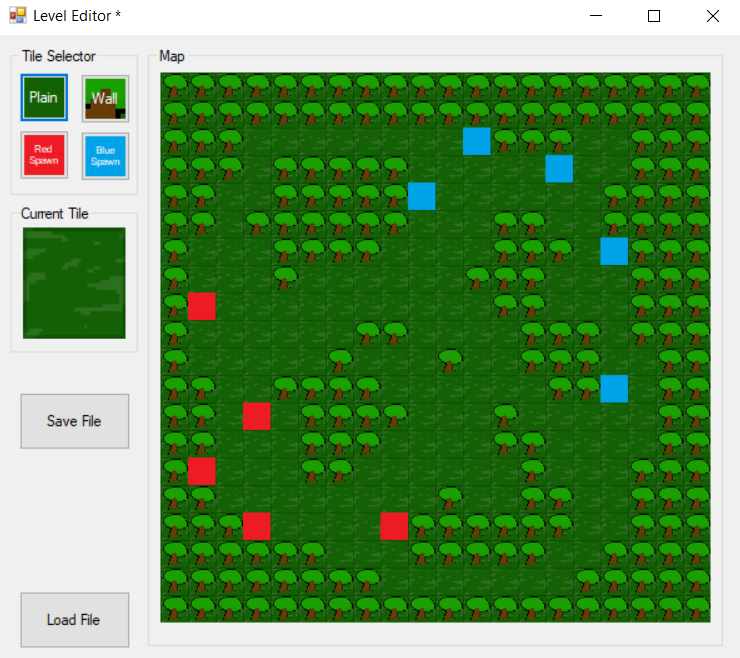 Level Editor *
Tile Selector
Map
Plain
Wall
Red
Spawn
Blue
Spawn
Current Tile
Save File
Load File